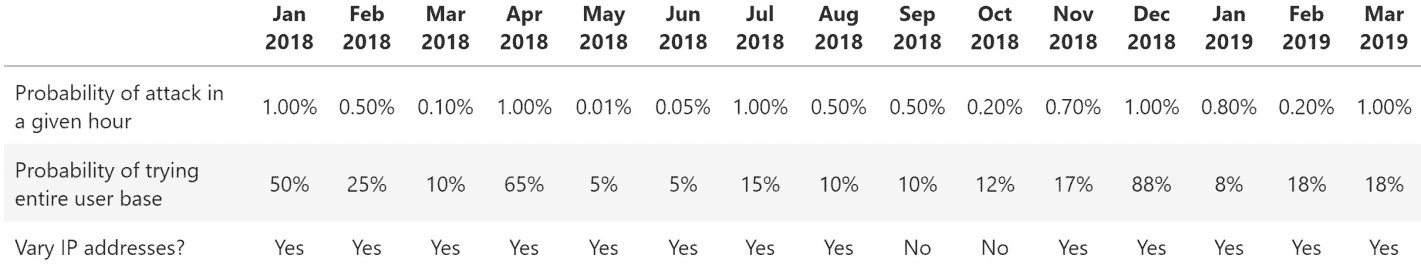 Jan Feb Mar Apr May Jun Jul Aug Sep Oct Nov Dec Jan Feb Mar
2018 2018 2018 2018 2018 2018 2018 2018 2018 2018 2018 2018 2019 2019 2019
Probability of attack in
a given hour
1.00% 0.50% 0.10% 1.00% 0.01% 0.05% 1.00% 0.50% 0.50% 0.20% 0.70% 1.00% 0.80% 0.20% 1.00%
Probability of trying
entire user base
50% 25% 10% 65% 5% 5% 15% 10% 10% 12% 17% 88% 8% 18% 18%
Vary IP addresses? Yes Yes Yes Yes Yes Yes Yes Yes No No Yes Yes Yes Yes Yes